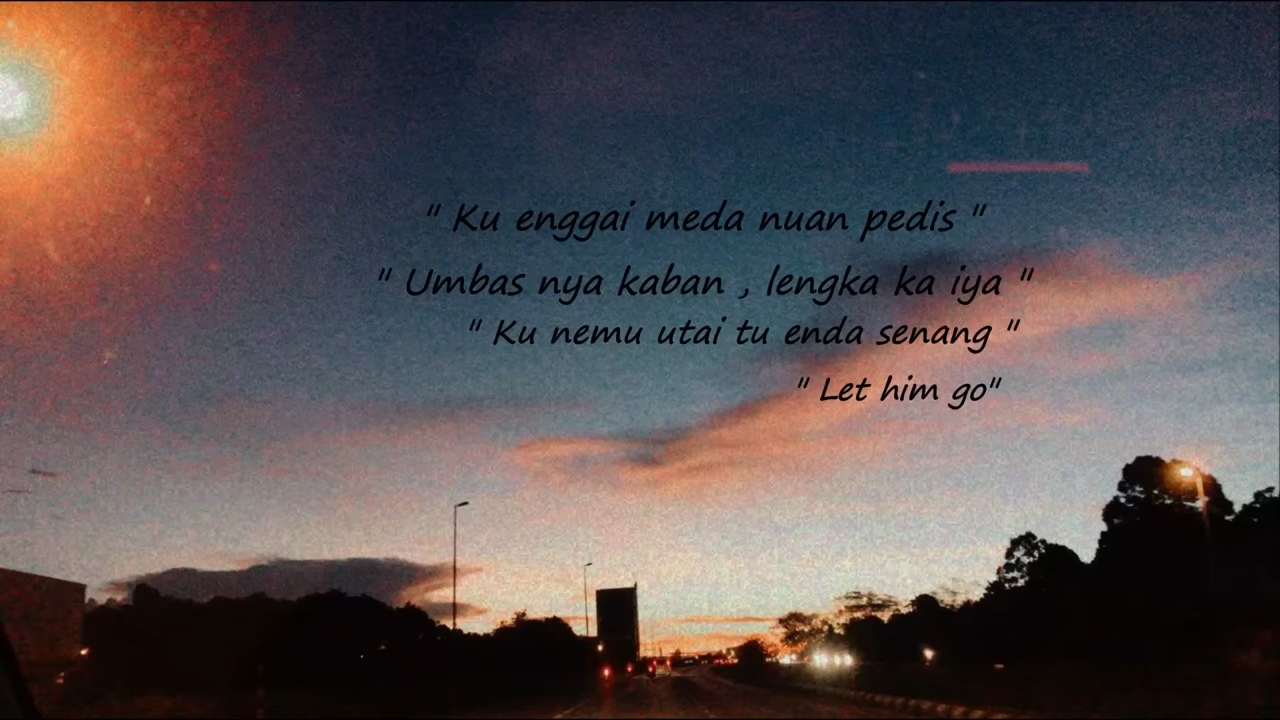 " Ku enggai meda nuan pedis "
" Umbas nya kaban , lengka ka iya "
" Ku nemu utai tu enda senang "
" Let him go"